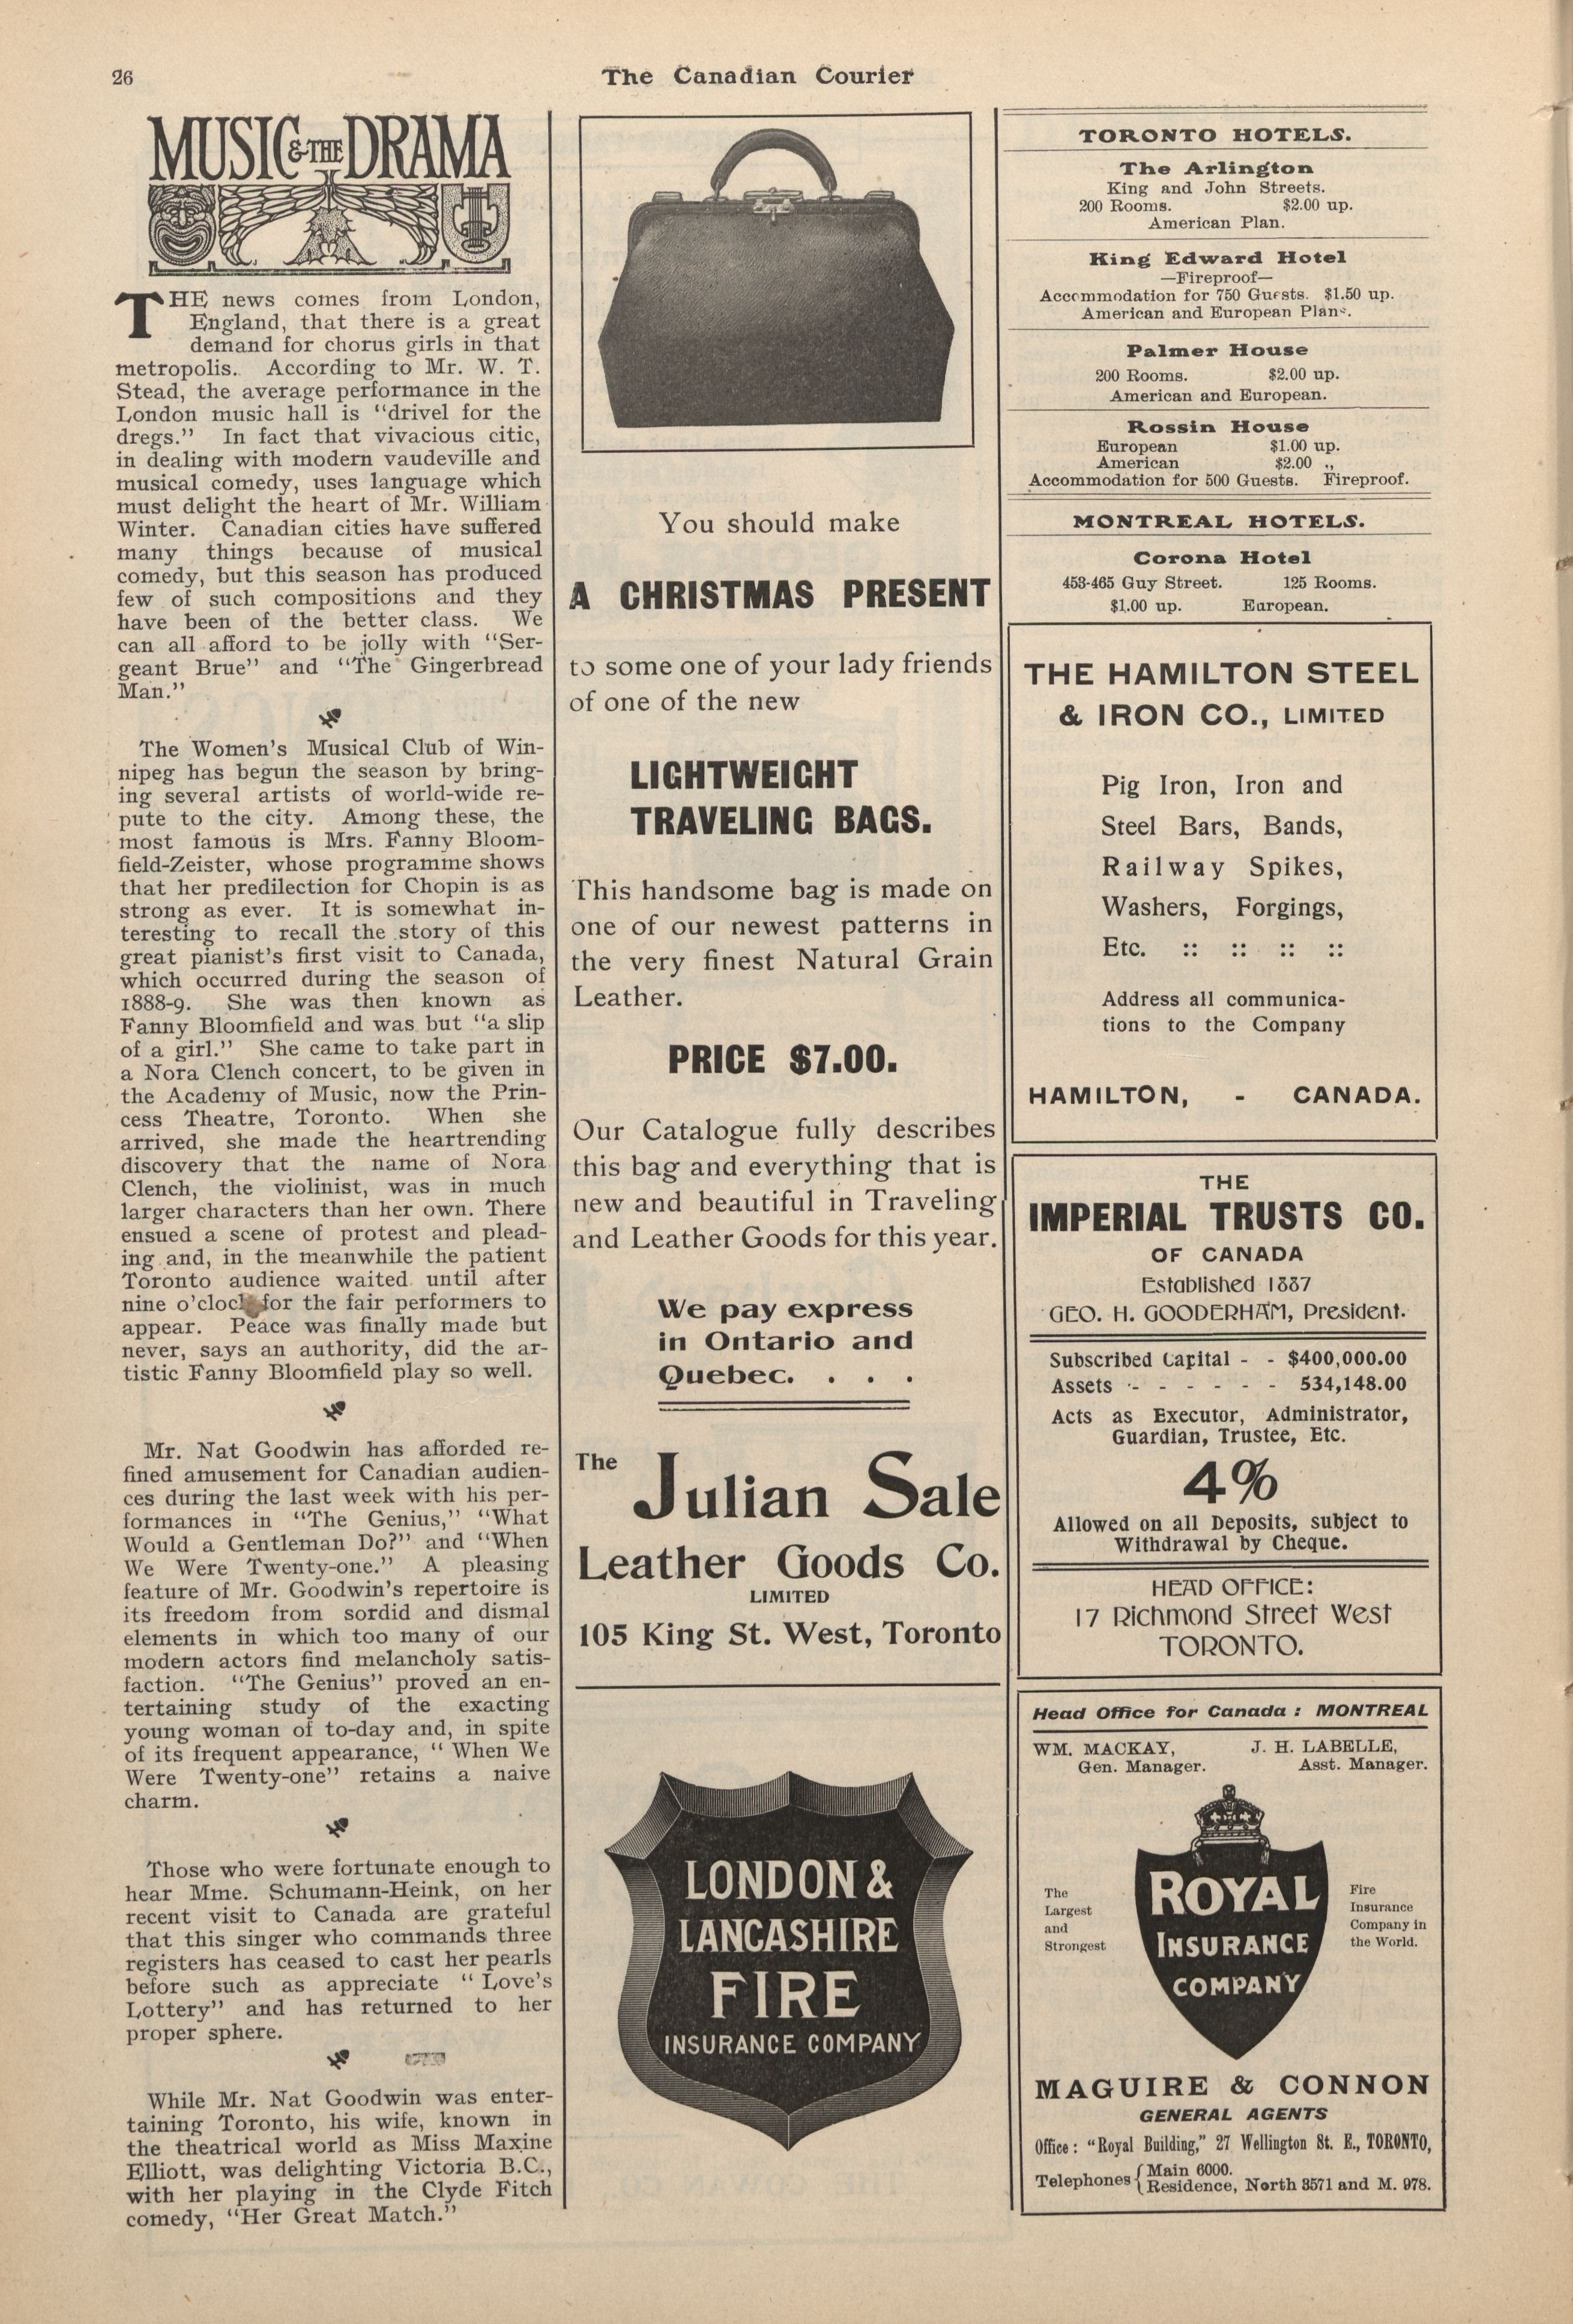 26
The Canadian Courier
MUSIC & THE DRAMA
THE news comes from London,
England, that there is a great
demand for chorus girls in that
metropolis. According to Mr. W. T.
Stead, the average performance in the
London music hall is "drivel for the
dregs." In fact that vivacious citic,
in dealing with modern vaudeville and
musical comedy, uses language which
must delight the heart of Mr. William
Winter. Canadian cities have suffered
many things because of musical
comedy, but this season has produced
few of such compositions and they
have been of the better class. We
can all afford to be jolly with "Ser-
geant Brue" and "The Gingerbread
Man."
The Women's Musical Club of Win-
nipeg has begun the season by bring-
ing several artists of world-wide re-
pute to the city. Among these, the
most famous is Mrs. Fanny Bloom-
field-Zeister, whose programme shows
that her predilection for Chopin is as
strong as ever. It is somewhat in-
teresting to recall the story of this
great pianist's first visit to Canada,
which occurred during the season of
1888-9. She was then known as
Fanny Bloomfield and was but "a slip
of a girl." She came to take part in
a Nora Clench concert, to be given in
the Academy of Music, now the Prin-
cess Theatre, Toronto. When she
arrived, she made the heartrending
discovery that the name of Nora
Clench, the violinist, was in much
larger characters than her own. There
ensued a scene of protest and plead-
ing and, in the meanwhile the patient
Toronto audience waited until after
nine o'clock for the fair performers to
appear. Peace was finally made but
never, says an authority, did the ar-
tistic Fanny Bloomfield play so well.
Mr. Nat Goodwin has afforded re-
fined amusement for Canadian audien-
ces during the last week with his per-
formances in "The Genius," "What
Would a Gentleman Do?" and "When
We Were Twenty-one." A pleasing
feature of Mr. Goodwin's repertoire is
its freedom from sordid and dismal
elements in which too many of our
modern actors find melancholy satis-
faction. "The Genius" proved an en-
tertaining study of the exacting
young woman of to-day and, in spite
of its frequent appearance, "When We
Were Twenty-one" retains a naive
charm.
Those who were fortunate enough to
hear Mme. Schumann-Heink, on her
recent visit to Canada are grateful
that this singer who commands three
registers has ceased to cast her pearls
before such as appreciate "Love's
Lottery" and has returned to her
proper sphere.
While Mr. Nat Goodwin was enter-
taining Toronto, his wife, known in
the theatrical world as Miss Maxine
Elliott, was delighting Victoria B.C.,
with her playing in the Clyde Fitch
comedy, "Her Great Match."
You should make
A CHRISTMAS PRESENT
to some one of your lady friends
of one of the new
LIGHTWEIGHT
TRAVELING BAGS.
This handsome bag is made on
one of our newest patterns in
the very finest Natural Grain
Leather.
PRICE $7.00.
Our Catalogue fully describes
this bag and everything that is
new and beautiful in Traveling
and Leather Goods for this year.
We pay express
in Ontario and
Quebec. . . .
The
Julian Sale
Leather Goods Co.
LIMITED
105 King St. West, Toronto
LONDON &
LANCASHIRE
FIRE
INSURANCE COMPANY
TORONTO HOTELS.
The Arlington
King and John Streets.
200 Rooms. $2.00 up.
American Plan.
King Edward Hotel
—Fireproof—
Accommodation for 750 Guests. $1.50 up.
American and European Plans.
Palmer House
200 Rooms. $2.00 up.
American and European.
Rossin House
European $1.00 up.
American $2.00 „
Accommodation for 500 Guests. Fireproof.
MONTREAL HOTELS.
Corona Hotel
453-465 Guy Street. 125 Rooms.
$1.00 up. European.
THE HAMILTON STEEL
& IRON CO., LIMITED
Pig Iron, Iron and
Steel Bars, Bands,
Railway Spikes,
Washers, Forgings,
Etc. :: :: :: ::
Address all communica-
tions to the Company
HAMILTON, - CANADA.
THE
IMPERIAL TRUSTS CO.
OF CANADA
Established 1887
GEO. H. GOODERHAM, President.
Subscribed Capital - - $400,000.00
Assets - - - - - - 534,148.00
Acts as Executor, Administrator,
Guardian, Trustee, Etc.
4%
Allowed on all Deposits, subject to
Withdrawal by Cheque.
HEAD OFFICE:
17 Richmond Street West
TORONTO.
Head Office for Canada : MONTREAL
WM. MACKAY, J. H. LABELLE,
Gen. Manager. Asst. Manager.
The
Largest
and
Strongest
ROYAL
INSURANCE
COMPANY
Fire
Insurance
Company in
the World.
MAGUIRE & CONNON
GENERAL AGENTS
Office : "Royal Building," 27 Wellington St. E., TORONTO,
Telephones { Main 6000.
Residence, North 3571 and M. 978.